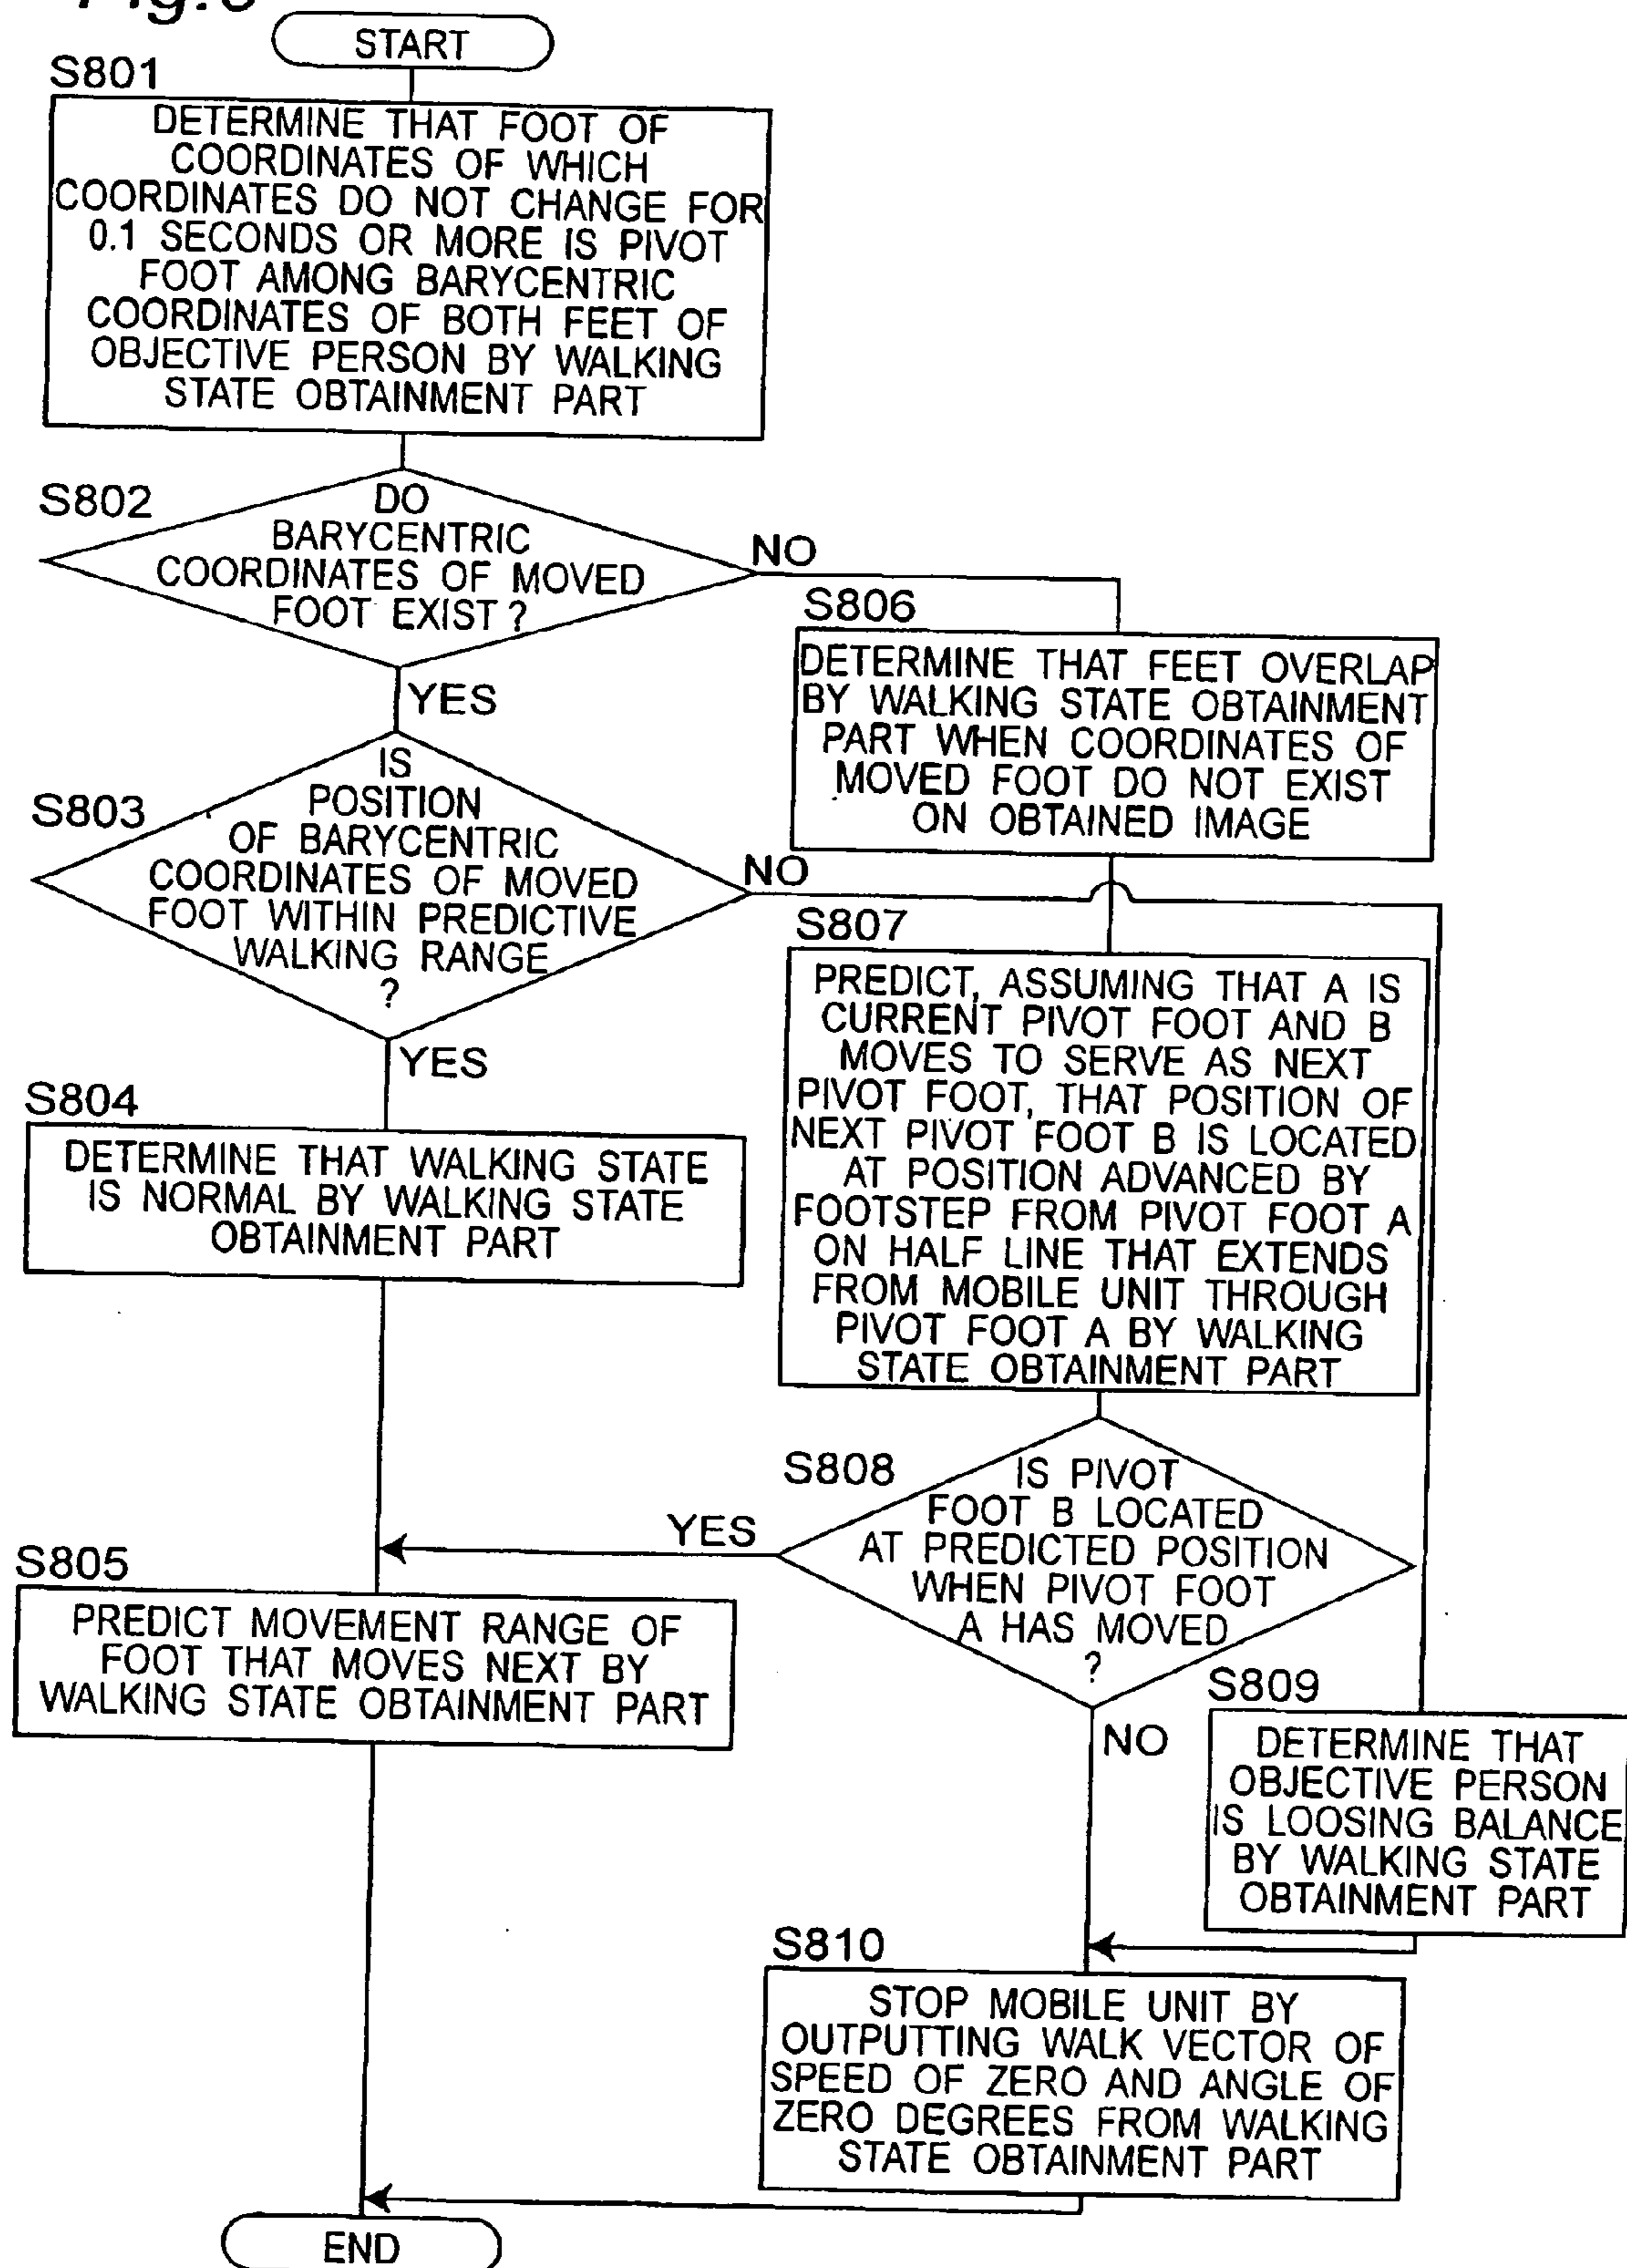 START
S801
DETERMINE THAT FOOT OF
COORDINATES OF WHICH
COORDINATES DO NOT CHANGE FOR
0.1 SECONDS OR MORE IS PIVOT
FOOT AMONG BARYCENTRIC
COORDINATES OF BOTH FEET OF
OBJECTIVE PERSON BY WALKING
STATE OBTAINMENT PART
S802
DO
BARYCENTRIC
COORDINATES OF MOVED
FOOT EXIST ?
NO
YES
S803
IS
POSITION
OF BARYCENTRIC
COORDINATES OF MOVED
FOOT WITHIN PREDICTIVE
WALKING RANGE
?
NO
YES
S804
DETERMINE THAT WALKING STATE
IS NORMAL BY WALKING STATE
OBTAINMENT PART
S805
PREDICT MOVEMENT RANGE OF
FOOT THAT MOVES NEXT BY
WALKING STATE OBTAINMENT PART
S806
DETERMINE THAT FEET OVERLAP
BY WALKING STATE OBTAINMENT
PART WHEN COORDINATES OF
MOVED FOOT DO NOT EXIST
ON OBTAINED IMAGE
S807
PREDICT, ASSUMING THAT A IS
CURRENT PIVOT FOOT AND B
MOVES TO SERVE AS NEXT
PIVOT FOOT, THAT POSITION OF
NEXT PIVOT FOOT B IS LOCATED
AT POSITION ADVANCED BY
FOOTSTEP FROM PIVOT FOOT A
ON HALF LINE THAT EXTENDS
FROM MOBILE UNIT THROUGH
PIVOT FOOT A BY WALKING
STATE OBTAINMENT PART
S808
IS PIVOT
FOOT B LOCATED
AT PREDICTED POSITION
WHEN PIVOT FOOT
A HAS MOVED
?
YES
NO
S809
DETERMINE THAT
OBJECTIVE PERSON
IS LOOSING BALANCE
BY WALKING STATE
OBTAINMENT PART
S810
STOP MOBILE UNIT BY
OUTPUTTING WALK VECTOR OF
SPEED OF ZERO AND ANGLE OF
ZERO DEGREES FROM WALKING
STATE OBTAINMENT PART
END